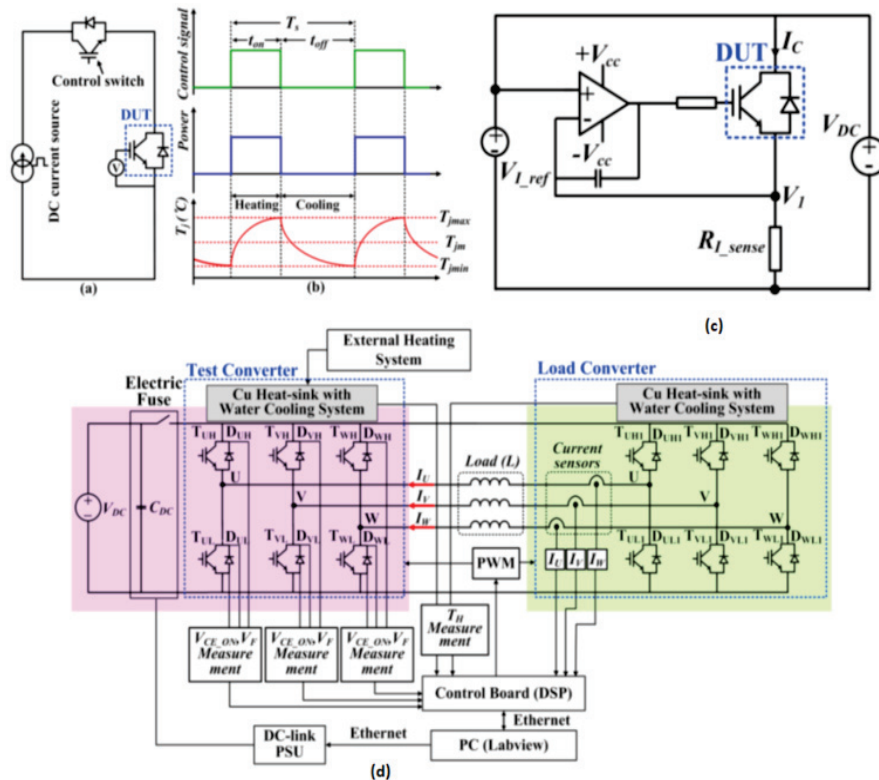 Control switch
DC current source
DUT
V
(a)
T_s
t_on t_off
Control signal
Power
Heating Cooling
T_j (°C)
T_jmax
T_jm
T_jmin
(b)
+V_cc
-V_cc
DUT
I_C
V_DC
V_I_ref
V_I
R_I_sense
(c)
External Heating
System
Test Converter
Load Converter
Electric
Fuse
Cu Heat-sink with
Water Cooling System
Cu Heat-sink with
Water Cooling System
T_UH D_UH T_VH D_VH T_WH D_WH
T_UH1 D_UH1 T_VH1 D_VH1 T_WH1 D_WH1
Load (L)
Current
sensors
V_DC
C_DC
U
V
W
I_U
I_V
I_W
U
V
W
T_UL D_UL T_VL D_VL T_WL D_WL
T_UL1 D_UL1 T_VL1 D_VL1 T_WL1 D_WL1
PWM
I_U I_V I_W
V_CE_ON, V_F
Measure
ment
V_CE_ON, V_F
Measure
ment
V_CE_ON, V_F
Measure
ment
T_H
Measure
ment
Control Board (DSP)
Ethernet
DC-link
PSU
Ethernet
PC (Labview)
(d)